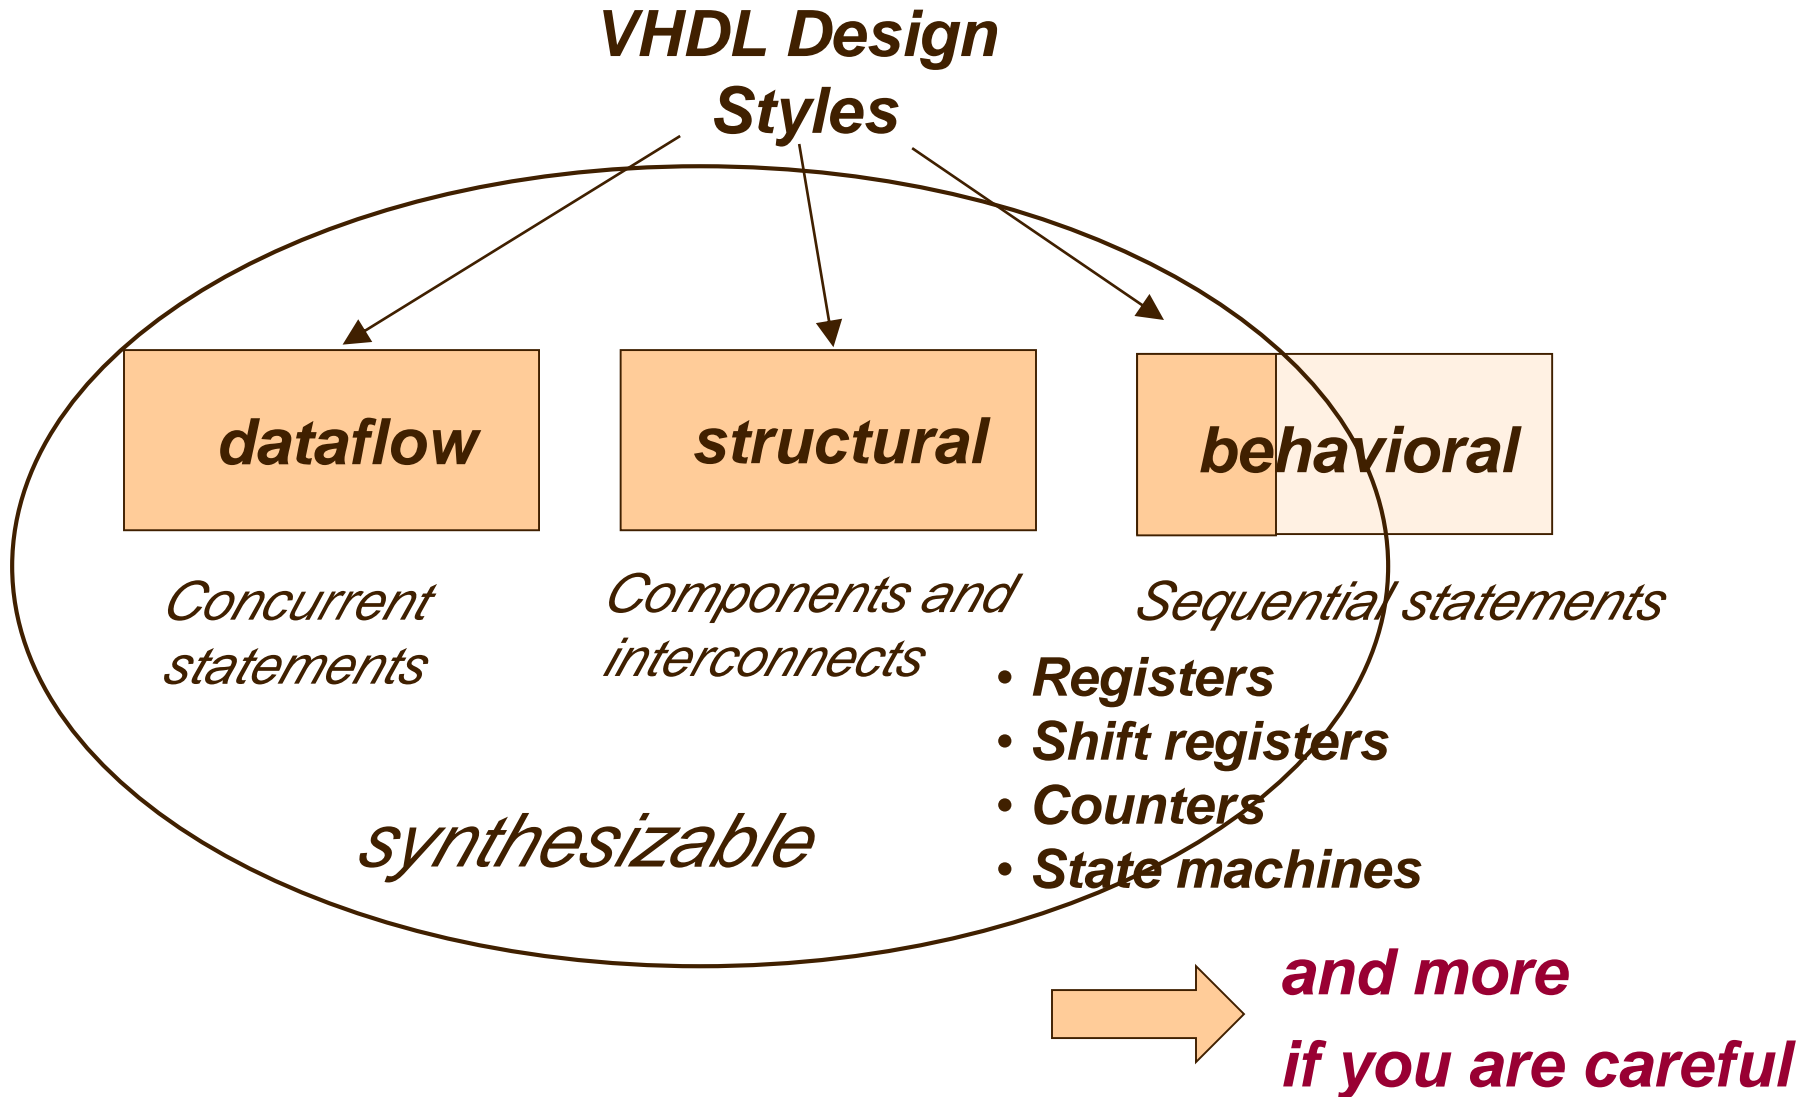 VHDL Design
Styles
dataflow
structural
behavioral
Concurrent
statements
Components and
interconnects
Sequential statements
• Registers
• Shift registers
• Counters
• State machines
synthesizable
and more
if you are careful